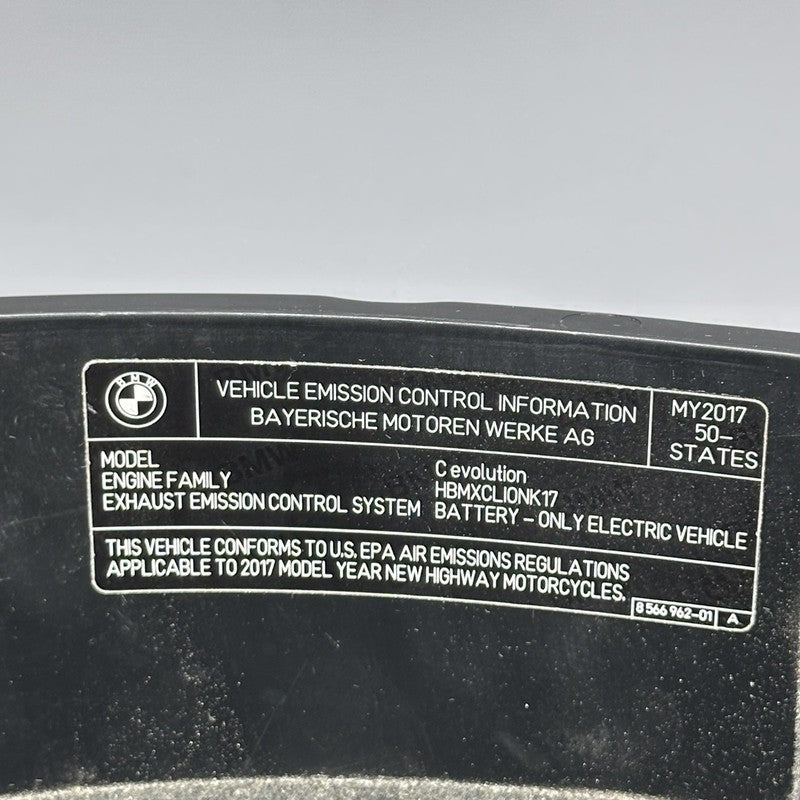 BMW
VEHICLE EMISSION CONTROL INFORMATION
BAYERISCHE MOTOREN WERKE AG
MY2017
50-
STATES
MODEL C evolution
ENGINE FAMILY HBMXCLIONK17
EXHAUST EMISSION CONTROL SYSTEM BATTERY - ONLY ELECTRIC VEHICLE
THIS VEHICLE CONFORMS TO U.S. EPA AIR EMISSIONS REGULATIONS
APPLICABLE TO 2017 MODEL YEAR NEW HIGHWAY MOTORCYCLES.
8 566 962-01 A